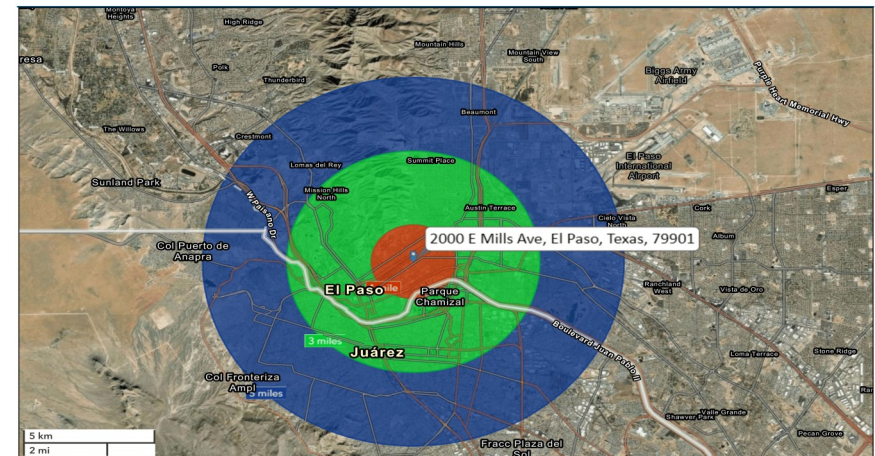 Montoya
Heights
High Ridge
Mountain Hills
Mountain View
South
resa
Polk
Thunderbird
Biggs Army
Airfield
Purple Heart Memorial Hwy
Beaumont
The Willows
Crestmont
Lomas del Rey
Summit Place
El Paso
International
Airport
Sunland Park
Mission Hills
North
Esper
W Paisano Dr
Austin Terrace
Cork
Cielo Vista
North
2000 E Mills Ave, El Paso, Texas, 79901
Album
Col Puerto de
Anapra
El Paso
mile
Parque
Chamizal
Ranchland
West
Vista de Oro
3 miles
Juárez
Boulevard Juan Pablo II
Loma Terrace
Stone Ridge
Col Fronteriza
Ampl
5 miles
Ran
Shawver Park
Valle Grande
5 km
2 mi
Fracc Plaza del
Sol
Pecan Grove